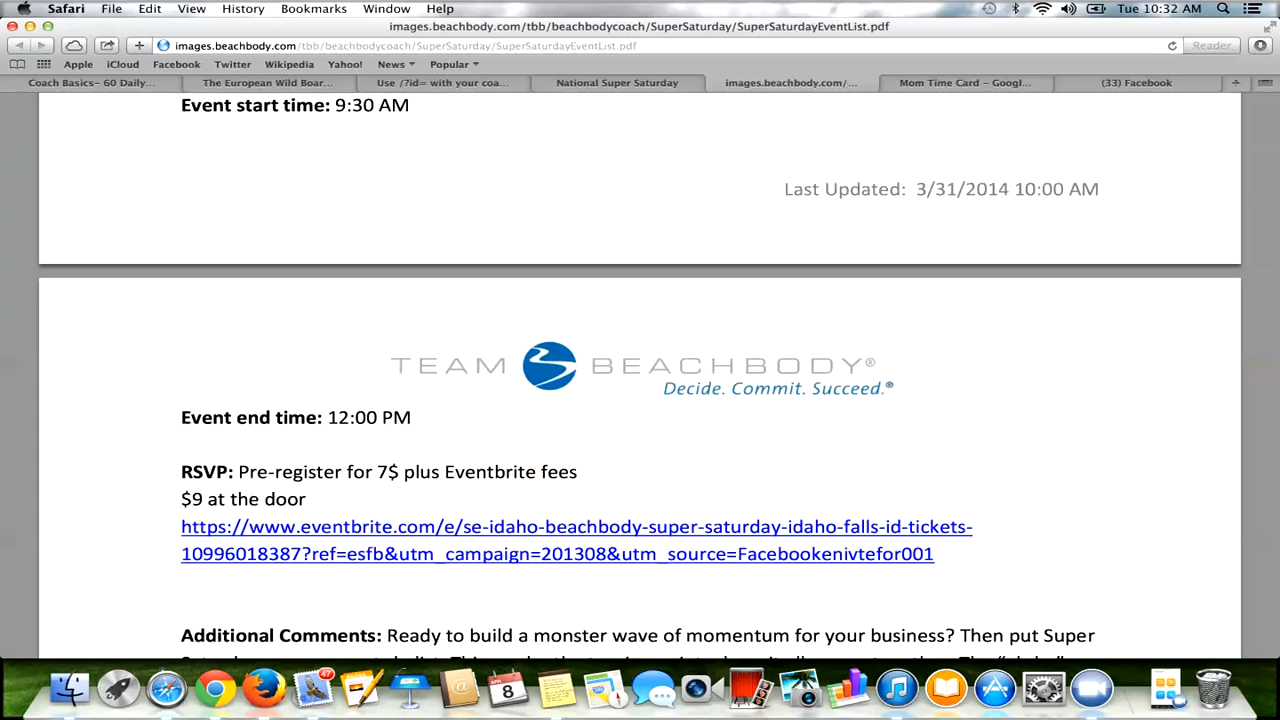 Safari File Edit View History Bookmarks Window Help Tue 10:32 AM
images.beachbody.com/tbb/beachbodycoach/SuperSaturday/SuperSaturdayEventList.pdf
images.beachbody.com/tbb/beachbodycoach/SuperSaturday/SuperSaturdayEventList.pdf Reader
Apple iCloud Facebook Twitter Wikipedia Yahoo! News Popular
Coach Basics- 60 Daily... The European Wild Boar... Use /?id= with your coa... National Super Saturday images.beachbody.com/... Mom Time Card - Googl... (33) Facebook
Event start time: 9:30 AM
Last Updated: 3/31/2014 10:00 AM
TEAM BEACHBODY®
Decide. Commit. Succeed.®
Event end time: 12:00 PM
RSVP: Pre-register for 7$ plus Eventbrite fees
$9 at the door
https://www.eventbrite.com/e/se-idaho-beachbody-super-saturday-idaho-falls-id-tickets-
10996018387?ref=esfb&utm_campaign=201308&utm_source=Facebookenivtefor001
Additional Comments: Ready to build a monster wave of momentum for your business? Then put Super
47
APR
8